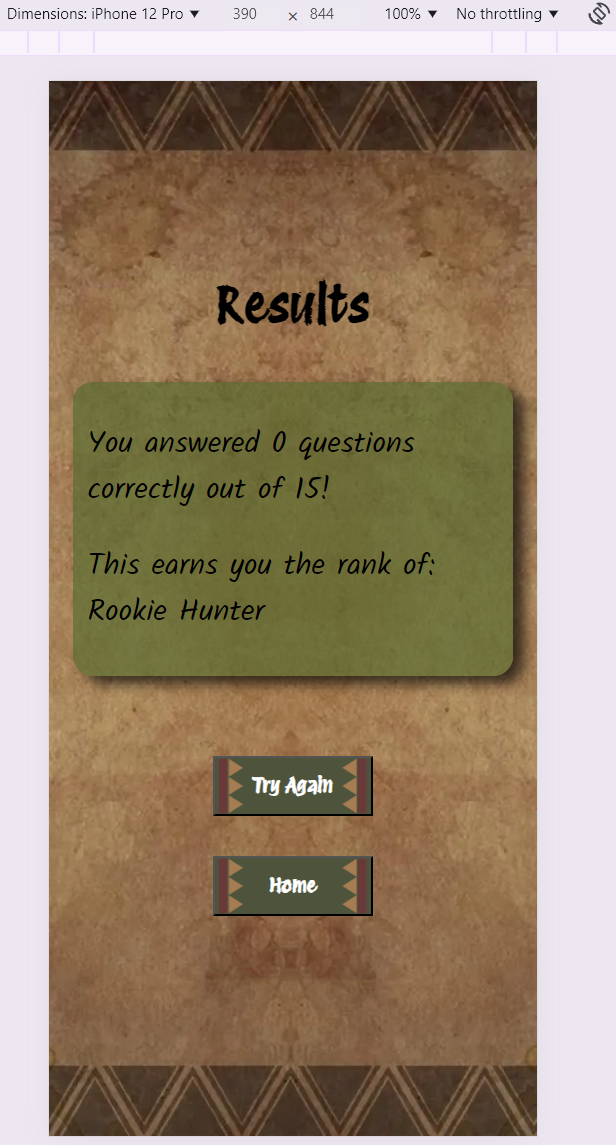 Dimensions: iPhone 12 Pro ▼ 390 × 844 100% ▼ No throttling ▼
Results
You answered 0 questions
correctly out of 15!
This earns you the rank of:
Rookie Hunter
Try Again
Home